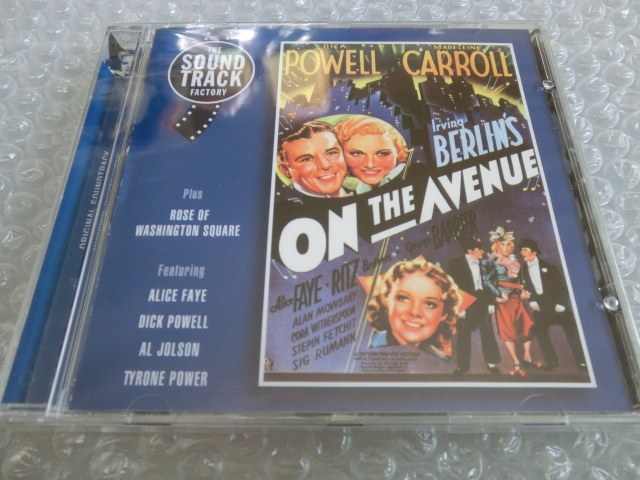 THE
SOUND
TRACK
FACTORY
ORIGINAL SOUNDTRACK
Plus
ROSE OF
WASHINGTON SQUARE
Featuring
ALICE FAYE
DICK POWELL
AL JOLSON
TYRONE POWER
DICK MADELEINE
POWELL CARROLL
Irving
BERLIN'S
ON THE AVENUE
George BARBIER
Alice FAYE · RITZ Brothers
ALAN MOWBRAY
CORA WITHERSPOON
STEPIN FETCHIT
SIG RUMANN